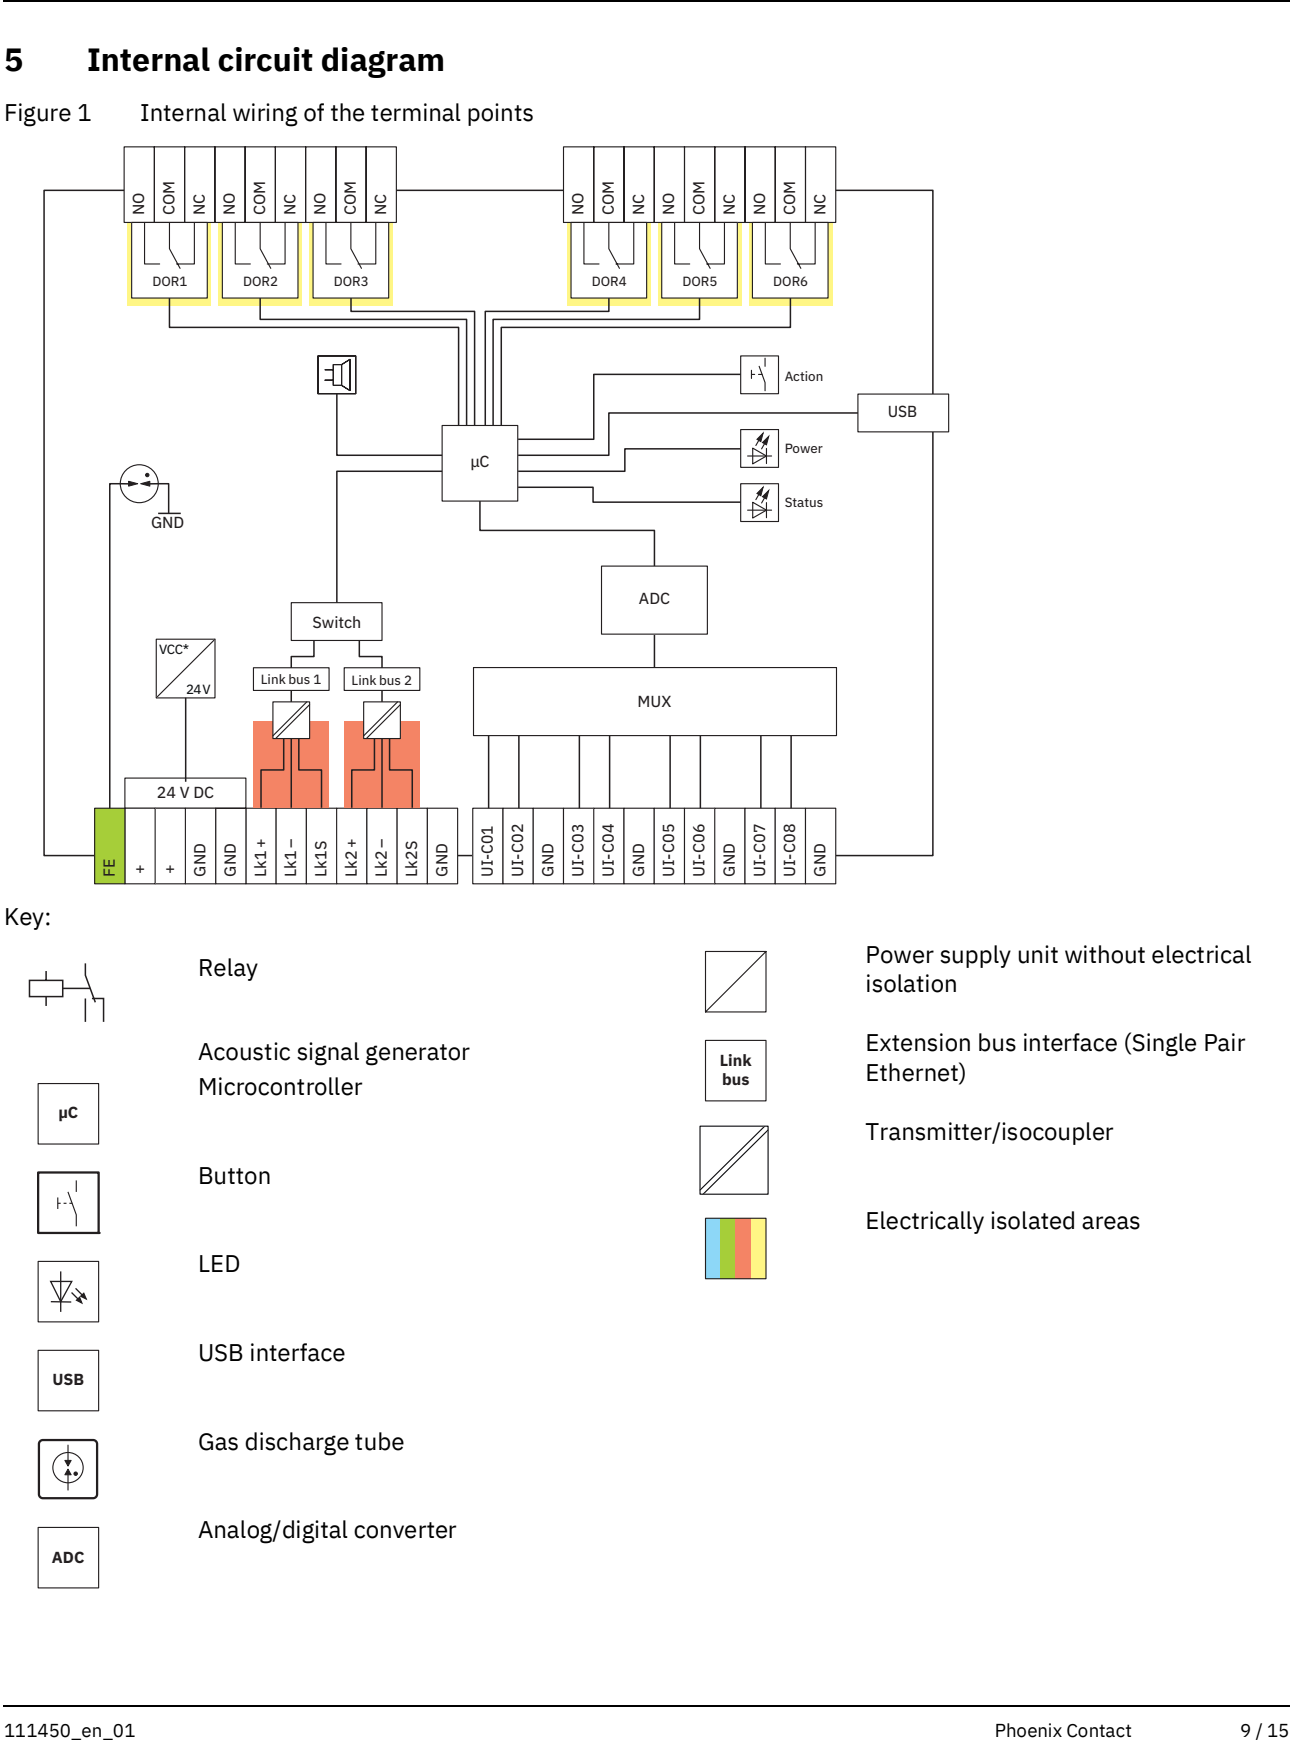 5 Internal circuit diagram
Figure 1 Internal wiring of the terminal points
NO COM NC NO COM NC NO COM NC
NO COM NC NO COM NC NO COM NC
DOR1 DOR2 DOR3
DOR4 DOR5 DOR6
Action
USB
µC
Power
Status
GND
ADC
Switch
VCC*
24V
Link bus 1 Link bus 2
MUX
24 V DC
FE + + GND GND Lk1+ Lk1– Lk1S Lk2+ Lk2– Lk2S GND
UI-C01 UI-C02 GND UI-C03 UI-C04 GND UI-C05 UI-C06 GND UI-C07 UI-C08 GND
Key:
Relay
Acoustic signal generator
µC
Microcontroller
Button
LED
USB
USB interface
Gas discharge tube
ADC
Analog/digital converter
Power supply unit without electrical
isolation
Link
bus
Extension bus interface (Single Pair
Ethernet)
Transmitter/isocoupler
Electrically isolated areas
111450_en_01 Phoenix Contact 9 / 15